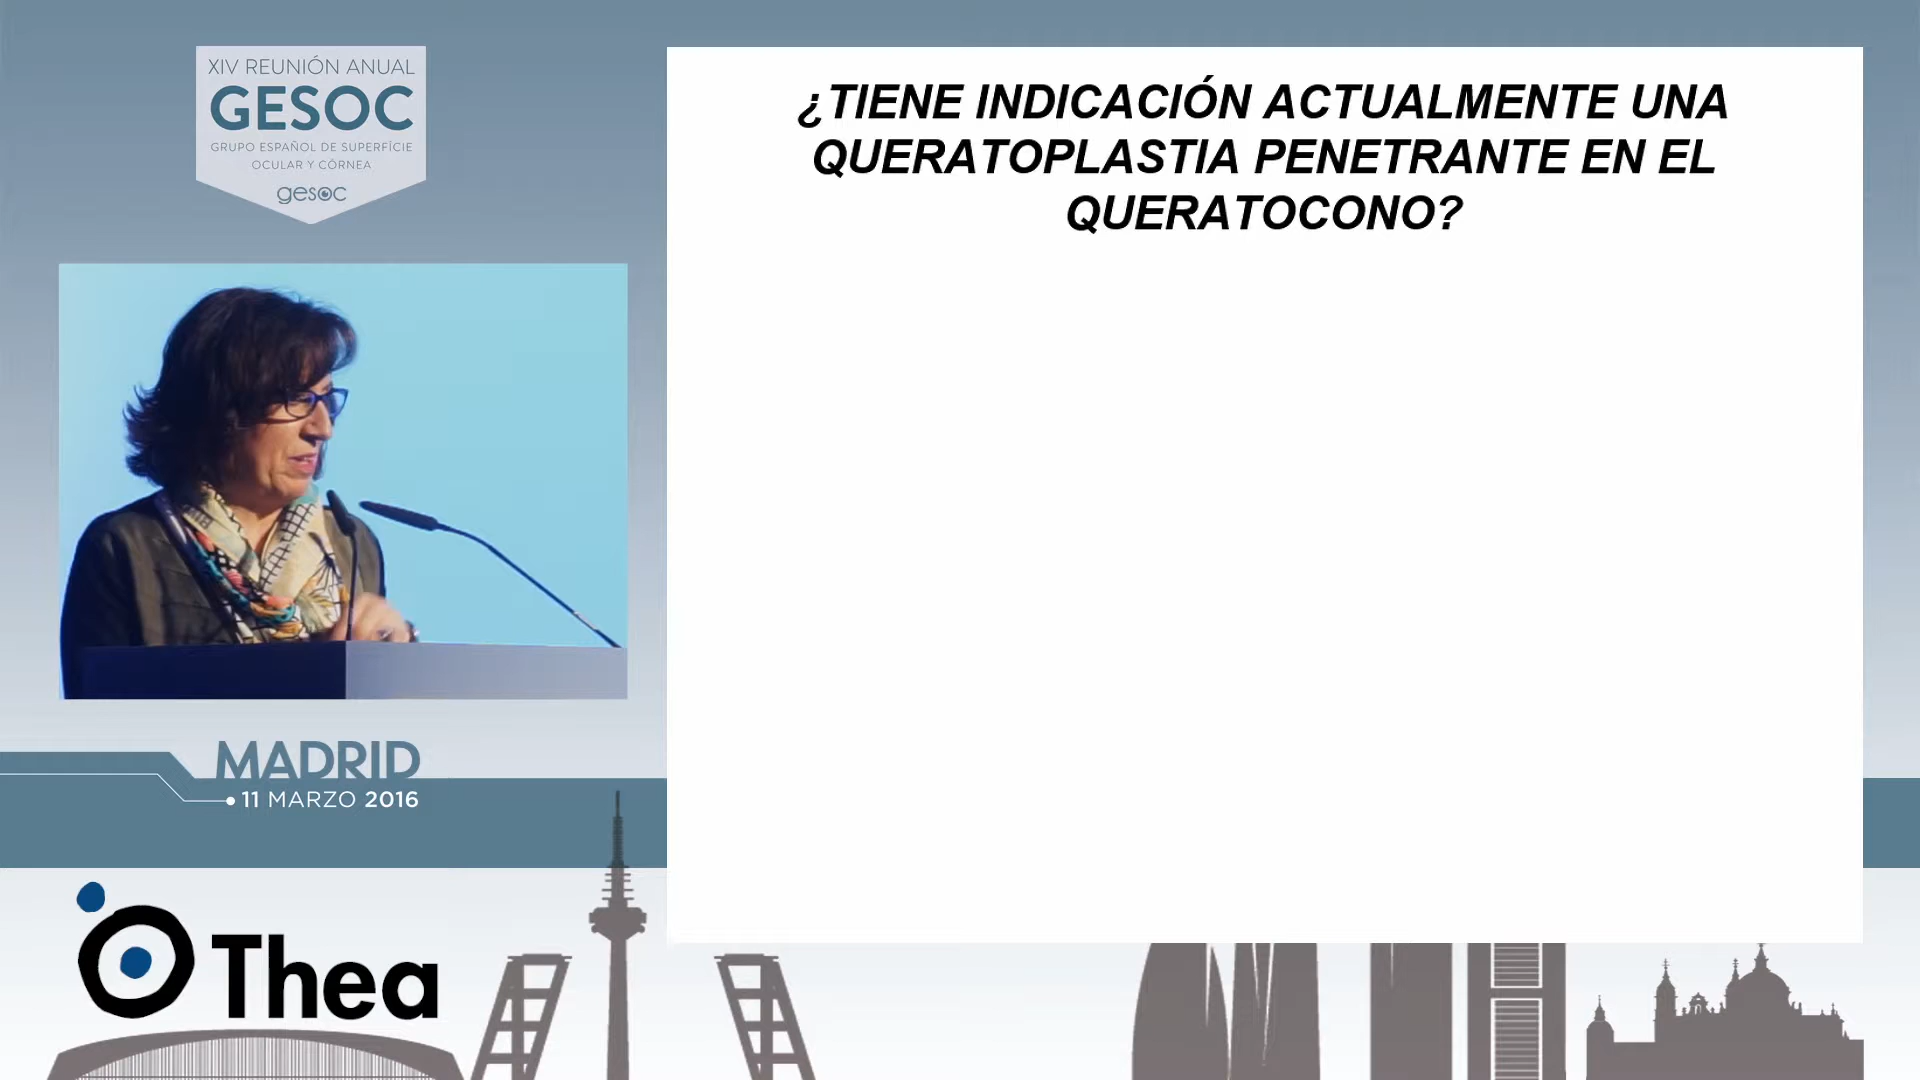 XIV REUNIÓN ANUAL
GESOC
GRUPO ESPAÑOL DE SUPERFÍCIE
OCULAR Y CÓRNEA
gesoc
¿TIENE INDICACIÓN ACTUALMENTE UNA
QUERATOPLASTIA PENETRANTE EN EL
QUERATOCONO?
MADRID
11 MARZO 2016
Thea